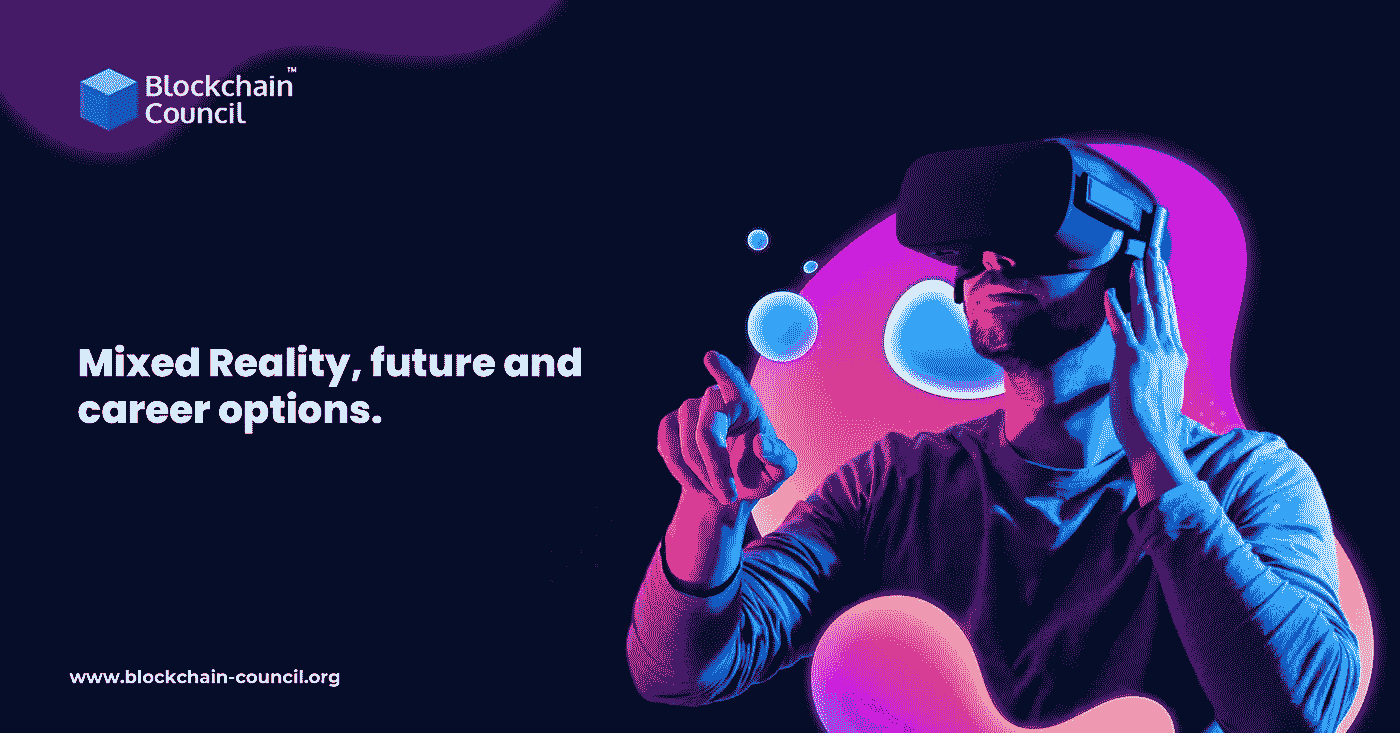 Blockchain™
Council
Mixed Reality, future and
career options.
www.blockchain-council.org